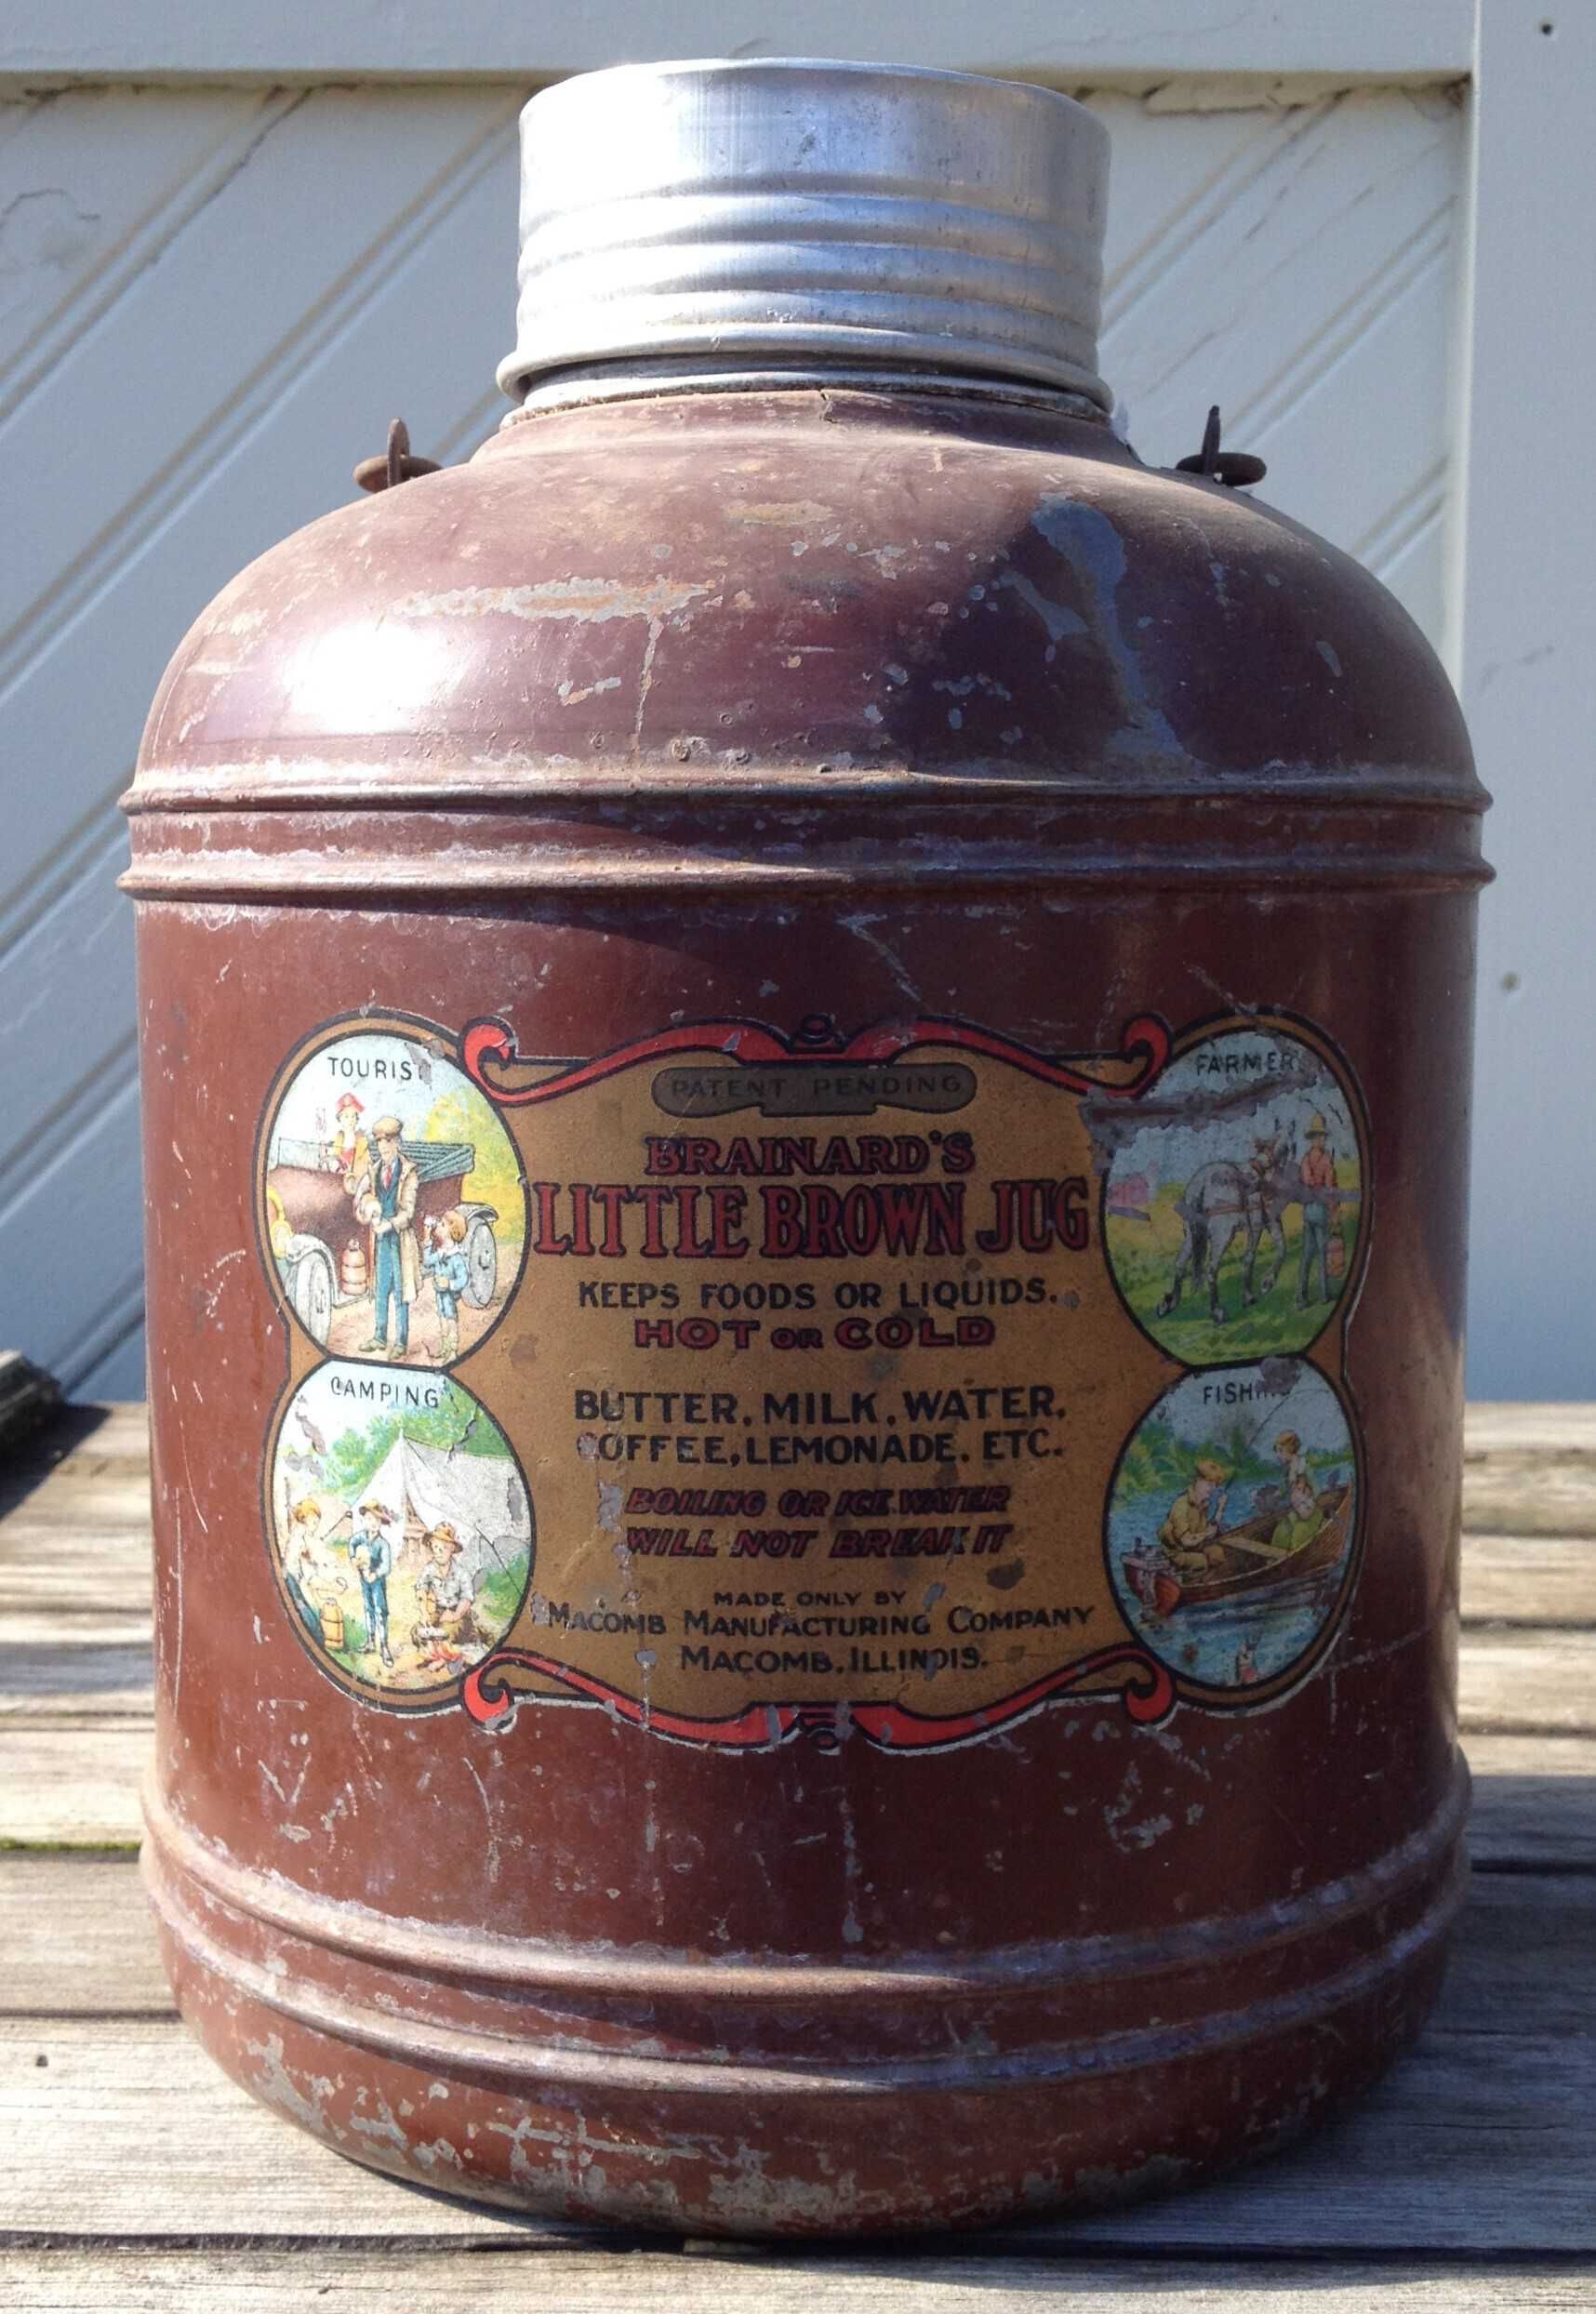 TOURIST
FARMER
PATENT PENDING
BRAINARD'S
LITTLE BROWN JUG
KEEPS FOODS OR LIQUIDS.
HOT OR COLD
CAMPING
FISHING
BUTTER, MILK, WATER,
COFFEE, LEMONADE, ETC.
BOILING OR ICE WATER
WILL NOT BREAK IT
MADE ONLY BY
MACOMB MANUFACTURING COMPANY
MACOMB, ILLINOIS.